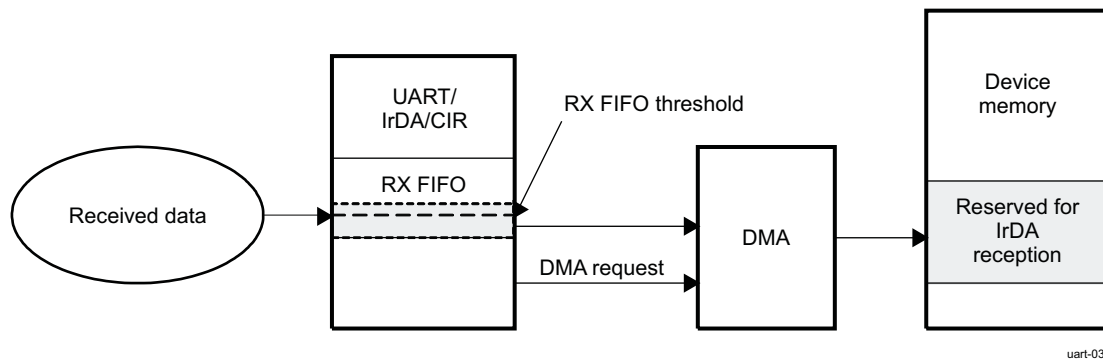 UART/
IrDA/CIR
RX FIFO threshold
Device
memory
RX FIFO
Received data
DMA
Reserved for
IrDA
reception
DMA request
uart-03